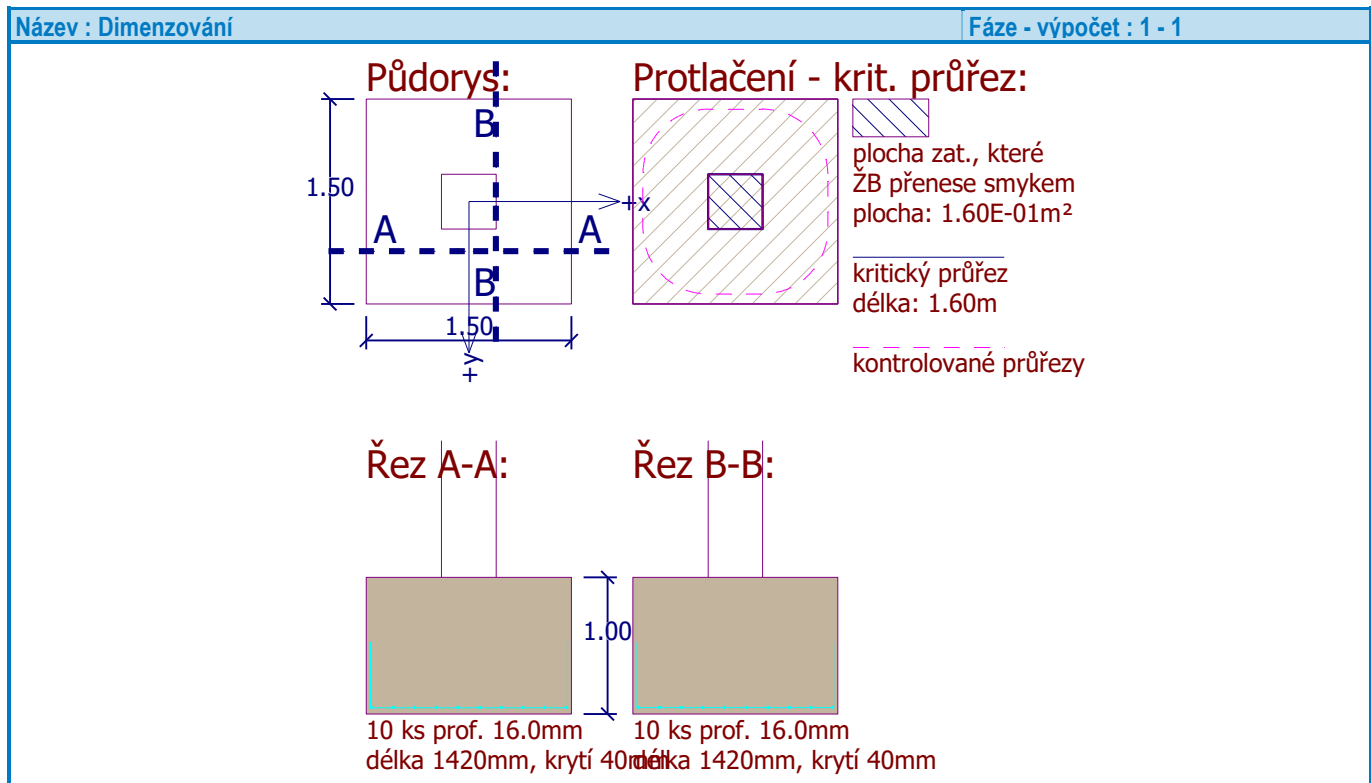 Název : Dimenzování
Fáze - výpočet : 1 - 1
Půdorys:
Protlačení - krit. průřez:
B
1.50
+x
A
A
B
1.50
+y
plocha zat., které
ŽB přenese smykem
plocha: 1.60E-01m²
kritický průřez
délka: 1.60m
kontrolované průřezy
Řez A-A:
Řez B-B:
1.00
10 ks prof. 16.0mm
délka 1420mm, krytí 40mm
10 ks prof. 16.0mm
délka 1420mm, krytí 40mm